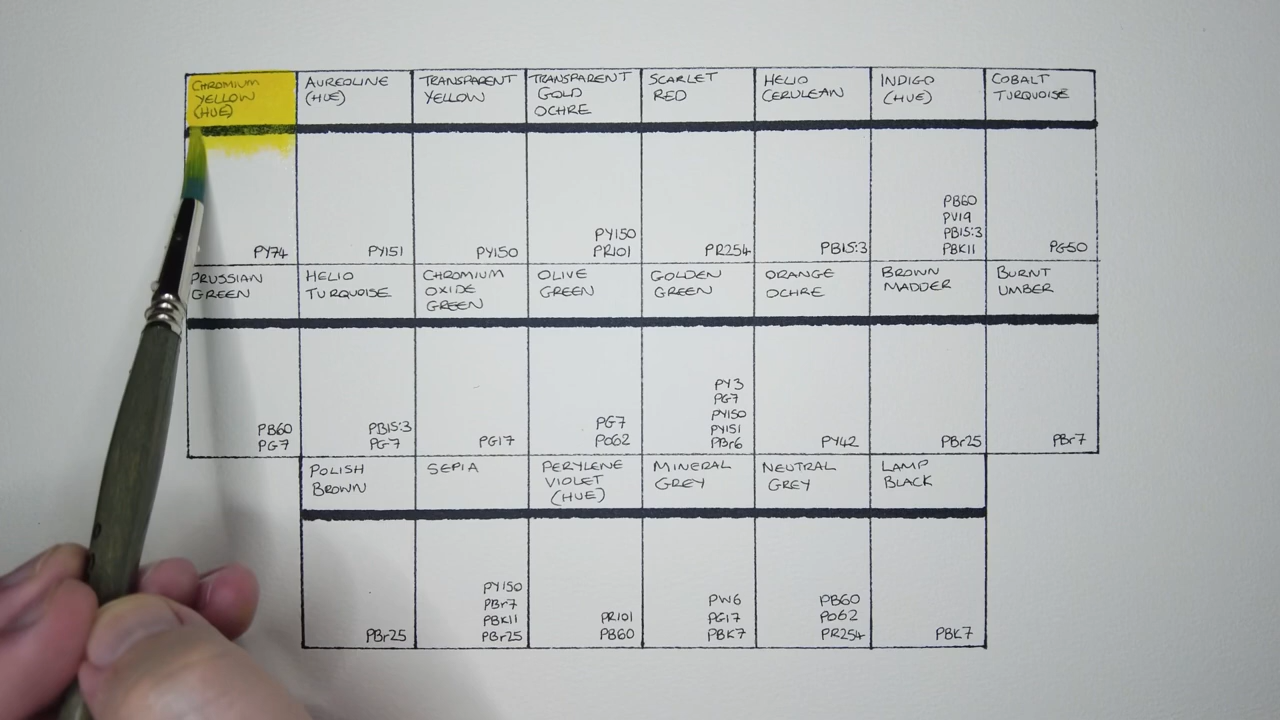 CHROMIUM
YELLOW
(HUE)
AUREOLINE
(HUE)
TRANSPARENT
YELLOW
TRANSPARENT
GOLD
OCHRE
SCARLET
RED
HELIO
CERULEAN
INDIGO
(HUE)
COBALT
TURQUOISE
PY74
PY151
PY150
PY150
PR101
PR254
PB15:3
PB60
PV19
PB15:3
PBK11
PG50
PRUSSIAN
GREEN
HELIO
TURQUOISE
CHROMIUM
OXIDE
GREEN
OLIVE
GREEN
GOLDEN
GREEN
ORANGE
OCHRE
BROWN
MADDER
BURNT
UMBER
PB60
PG7
PB15:3
PG7
PG17
PG7
PO62
PY3
PG7
PY150
PY151
PBr6
PY42
PBr25
PBr7
POLISH
BROWN
SEPIA
PERYLENE
VIOLET
(HUE)
MINERAL
GREY
NEUTRAL
GREY
LAMP
BLACK
PBr25
PY150
PBr7
PBK11
PBr25
PR101
PB60
PW6
PG17
PBK7
PB60
PO62
PR254
PBK7